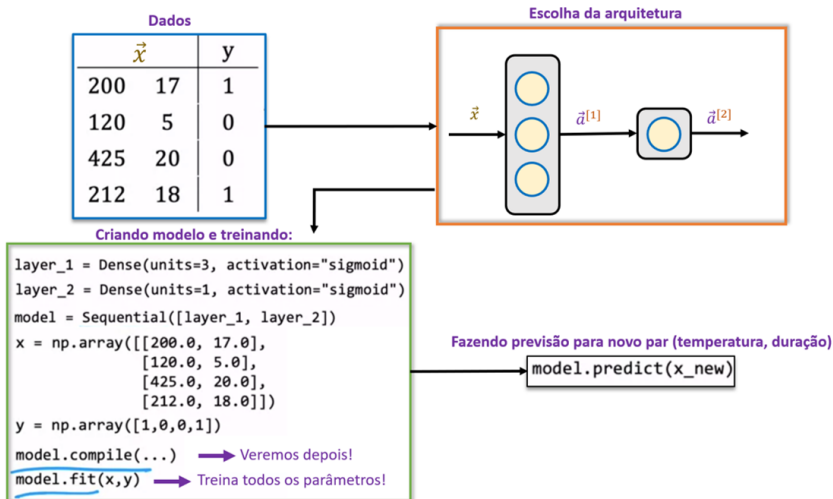 Dados
x⃗ y
200 17 1
120 5 0
425 20 0
212 18 1
Escolha da arquitetura
x⃗ a⃗[1] a⃗[2]
Criando modelo e treinando:
layer_1 = Dense(units=3, activation="sigmoid")
layer_2 = Dense(units=1, activation="sigmoid")
model = Sequential([layer_1, layer_2])
x = np.array([[200.0, 17.0],
[120.0, 5.0],
[425.0, 20.0],
[212.0, 18.0]])
y = np.array([1,0,0,1])
model.compile(...) Veremos depois!
model.fit(x,y) Treina todos os parâmetros!
Fazendo previsão para novo par (temperatura, duração)
model.predict(x_new)